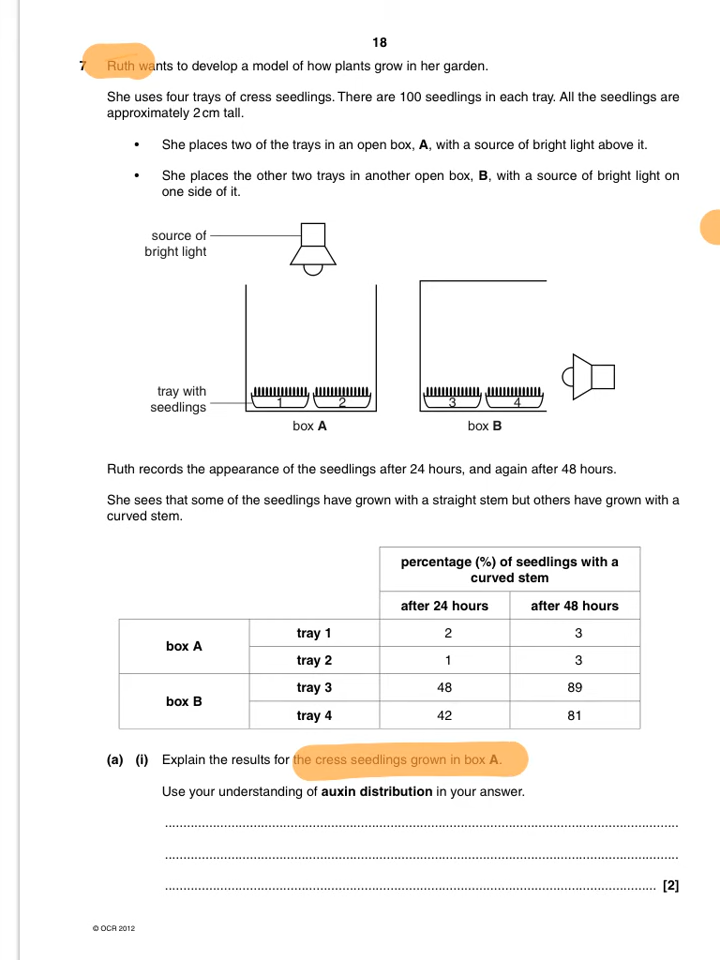 18
7 Ruth wants to develop a model of how plants grow in her garden.
She uses four trays of cress seedlings. There are 100 seedlings in each tray. All the seedlings are
approximately 2 cm tall.
• She places two of the trays in an open box, A, with a source of bright light above it.
• She places the other two trays in another open box, B, with a source of bright light on
one side of it.
source of
bright light
tray with
seedlings
1 2 3 4
box A box B
Ruth records the appearance of the seedlings after 24 hours, and again after 48 hours.
She sees that some of the seedlings have grown with a straight stem but others have grown with a
curved stem.
percentage (%) of seedlings with a
curved stem
after 24 hours after 48 hours
box A tray 1 2 3
tray 2 1 3
box B tray 3 48 89
tray 4 42 81
(a) (i) Explain the results for the cress seedlings grown in box A.
Use your understanding of auxin distribution in your answer.
[2]
© OCR 2012